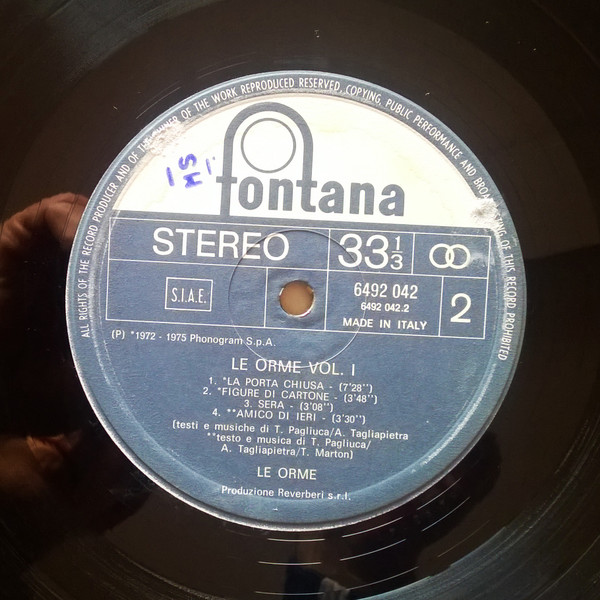 ALL RIGHTS OF THE RECORD PRODUCER AND OF THE OWNER OF THE WORK REPRODUCED RESERVED. COPYING, PUBLIC PERFORMANCE AND BROADCASTING OF THIS RECORD PROHIBITED
fontana
STEREO 33 1/3
S.I.A.E. 6492 042 2
6492 042.2
MADE IN ITALY
(P) *1972 - 1975 Phonogram S.p.A.
LE ORME VOL. I
1. *LA PORTA CHIUSA - (7'28'')
2. *FIGURE DI CARTONE - (3'48'')
3. SERA - (3'08'')
4. **AMICO DI IERI - (3'30'')
(testi e musiche di T. Pagliuca/A. Tagliapietra
**testo e musica di T. Pagliuca/
A. Tagliapietra/T. Marton)
LE ORME
Produzione Reverberi s.r.l.